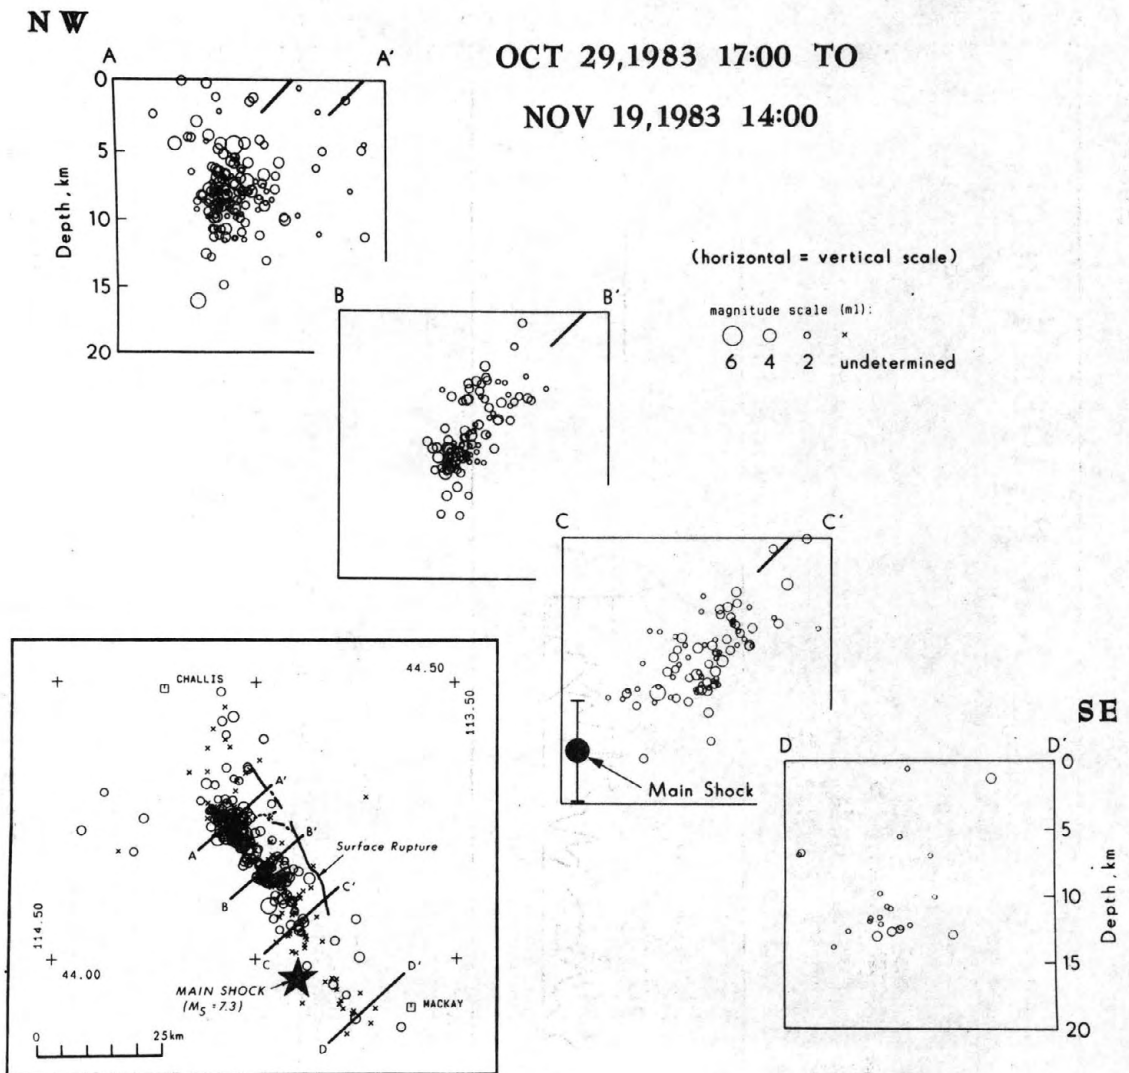 NW
OCT 29,1983 17:00 TO
NOV 19,1983 14:00
A A'
0
5
10
15
20
Depth, km
(horizontal = vertical scale)
magnitude scale (ml):
6 4 2 undetermined
B B'
C C'
Main Shock
SE
D D'
0
5
10
15
20
Depth, km
CHALLIS
44.50
113.50
A'
B'
Surface Rupture
A
C'
B
114.50
44.00
C
D'
MAIN SHOCK
(MS = 7.3)
MACKAY
0 25km
D